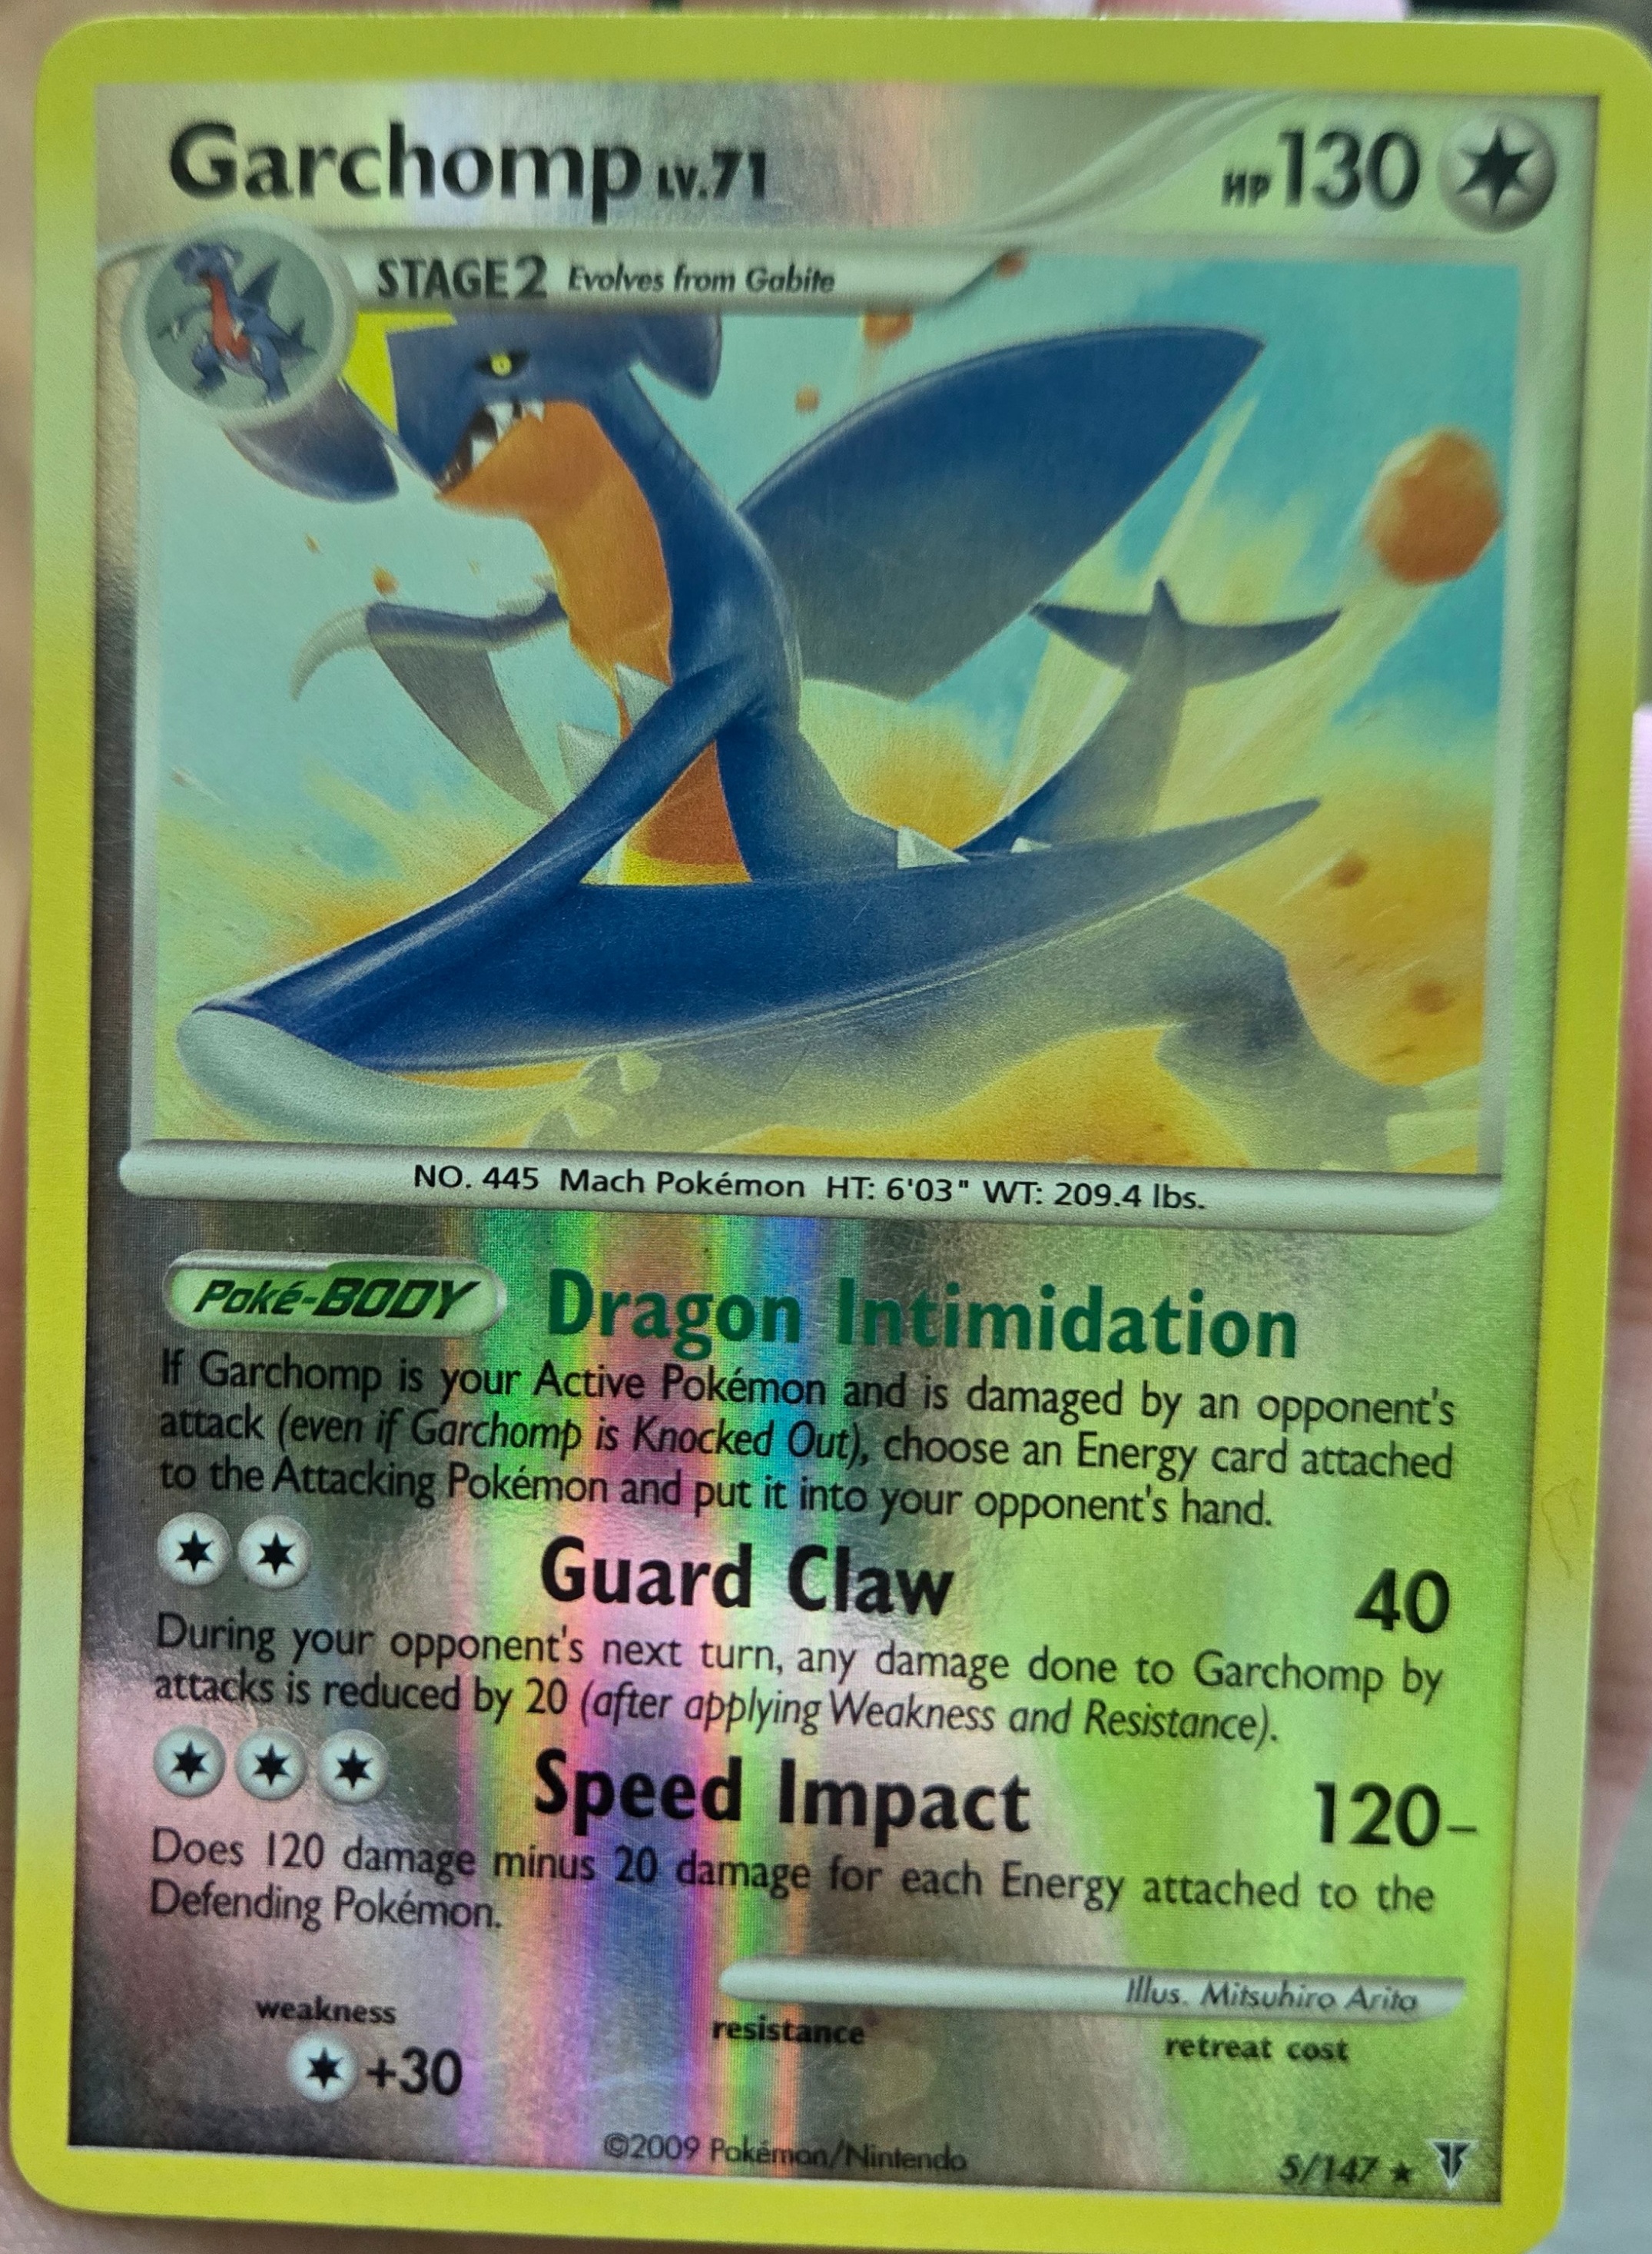 Garchomp LV.71 HP 130
STAGE 2 Evolves from Gabite
NO. 445 Mach Pokémon HT: 6'03" WT: 209.4 lbs.
Poké-BODY Dragon Intimidation
If Garchomp is your Active Pokémon and is damaged by an opponent's
attack (even if Garchomp is Knocked Out), choose an Energy card attached
to the Attacking Pokémon and put it into your opponent's hand.
Guard Claw 40
During your opponent's next turn, any damage done to Garchomp by
attacks is reduced by 20 (after applying Weakness and Resistance).
Speed Impact 120–
Does 120 damage minus 20 damage for each Energy attached to the
Defending Pokémon.
Illus. Mitsuhiro Arita
weakness resistance retreat cost
+30
©2009 Pokémon/Nintendo 5/147 ★